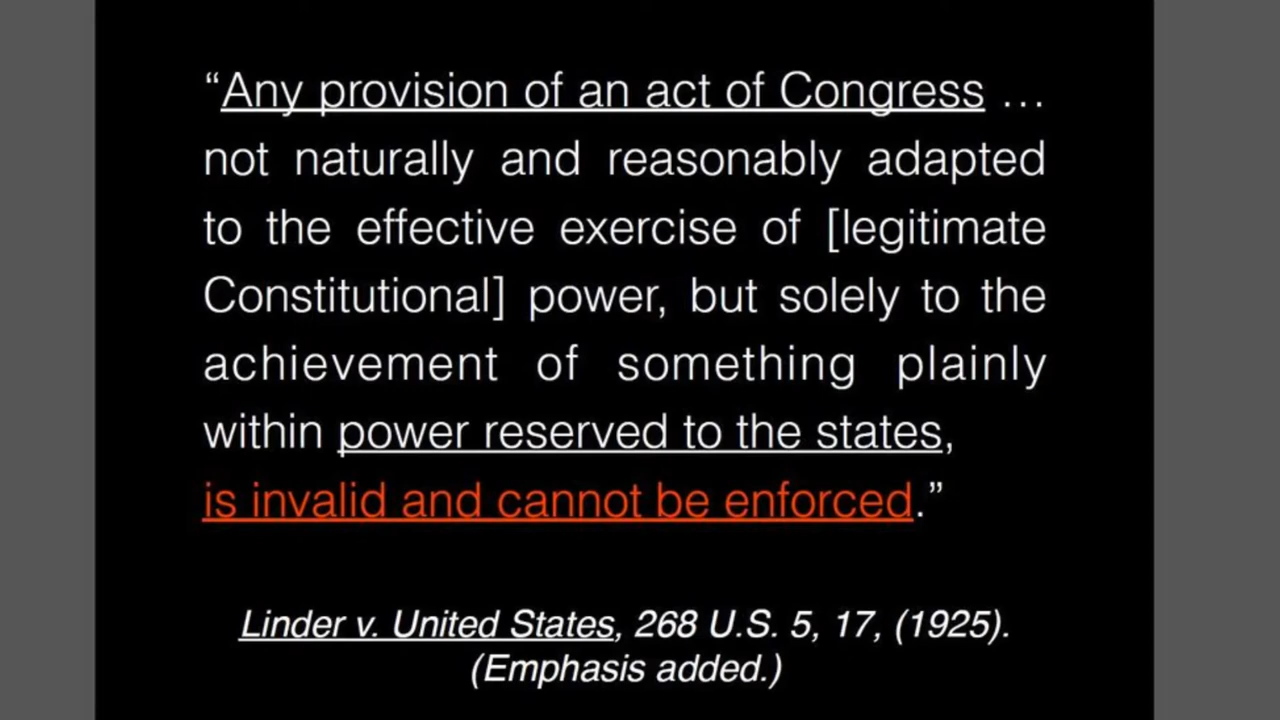 “Any provision of an act of Congress …
not naturally and reasonably adapted
to the effective exercise of [legitimate
Constitutional] power, but solely to the
achievement of something plainly
within power reserved to the states,
is invalid and cannot be enforced.”
Linder v. United States, 268 U.S. 5, 17, (1925).
(Emphasis added.)